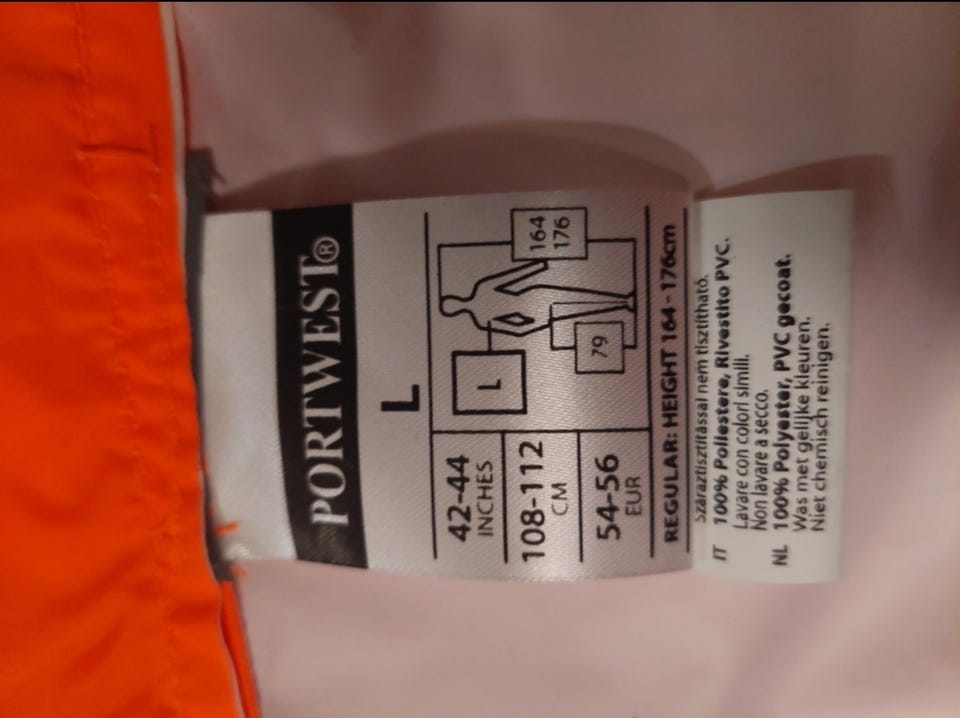 PORTWEST®
L
42-44
INCHES
108-112
CM
54-56
EUR
L
164
176
79
REGULAR: HEIGHT 164-176cm
Száraztisztítással nem tisztítható.
IT 100% Poliestere, Rivestito PVC.
Lavare con colori simili.
Non lavare a secco.
NL 100% Polyester, PVC gecoat.
Was met gelijke kleuren.
Niet chemisch reinigen.